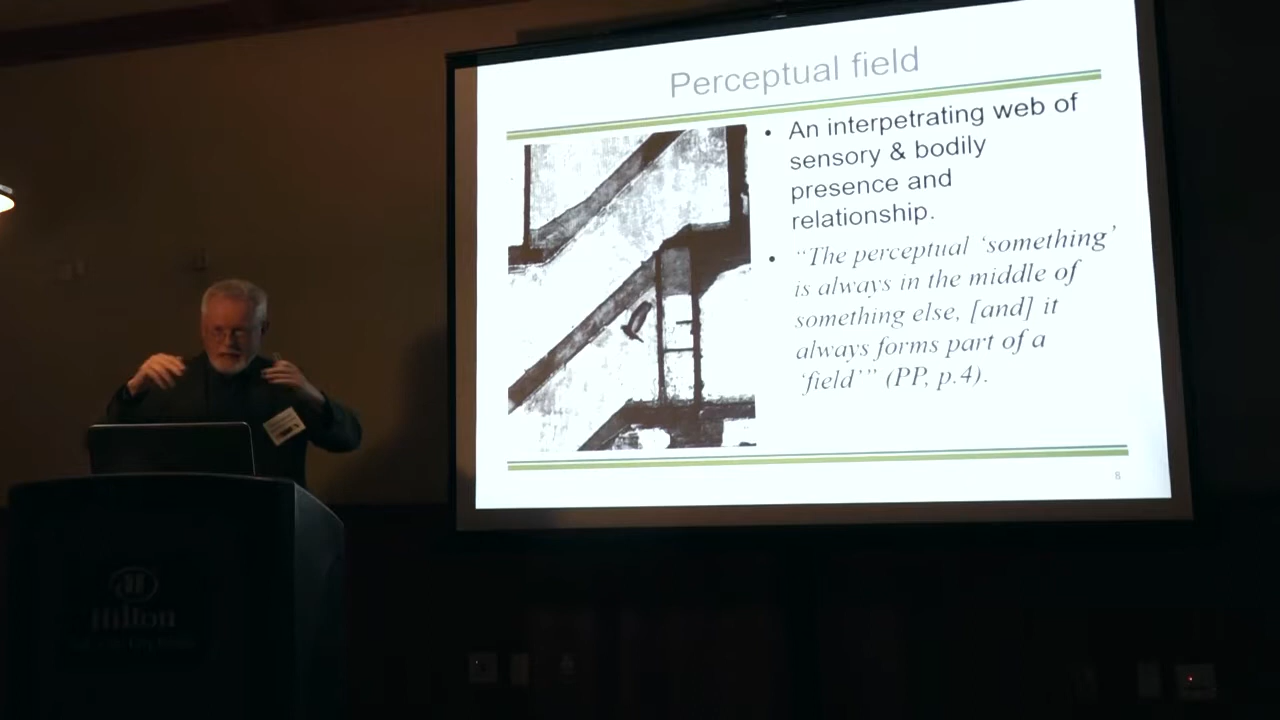 Perceptual field
• An interpetrating web of
sensory & bodily
presence and
relationship.
• “The perceptual ‘something’
is always in the middle of
something else, [and] it
always forms part of a
‘field’” (PP, p.4).
8
Hilton